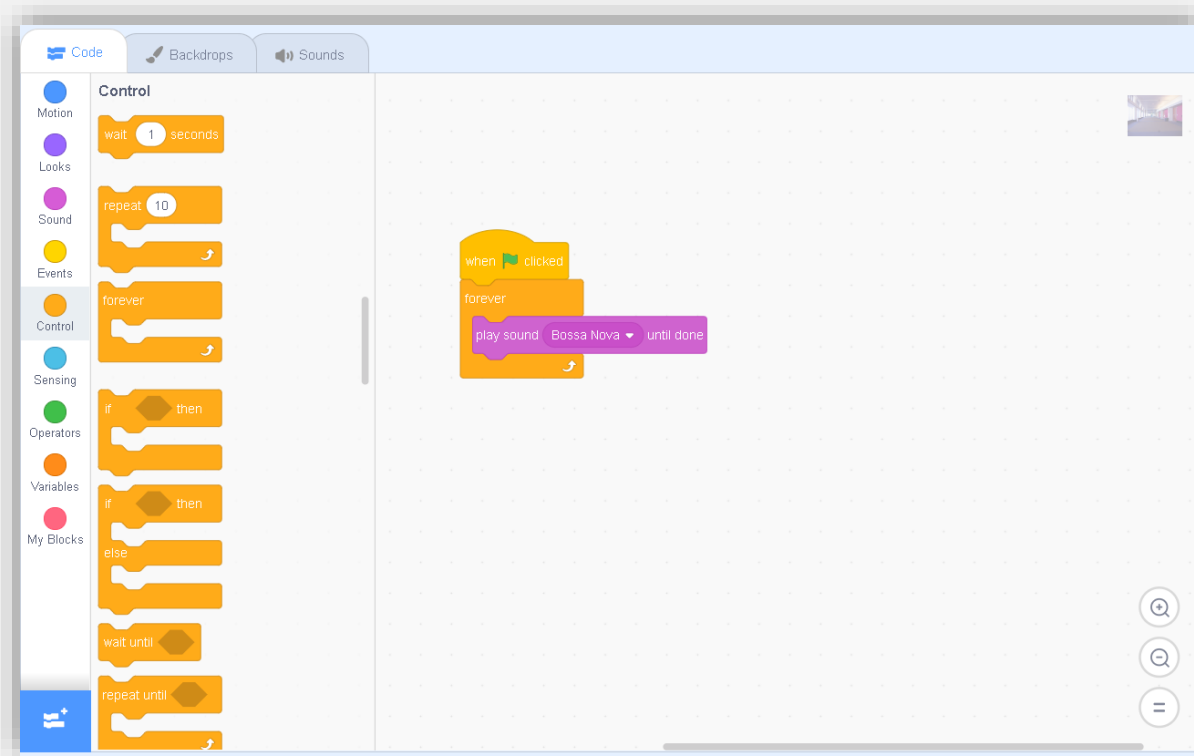 Code
Backdrops
Sounds
Motion
Looks
Sound
Events
Control
Sensing
Operators
Variables
My Blocks
Control
wait 1 seconds
repeat 10
forever
if then
if then
else
wait until
repeat until
when clicked
forever
play sound Bossa Nova until done